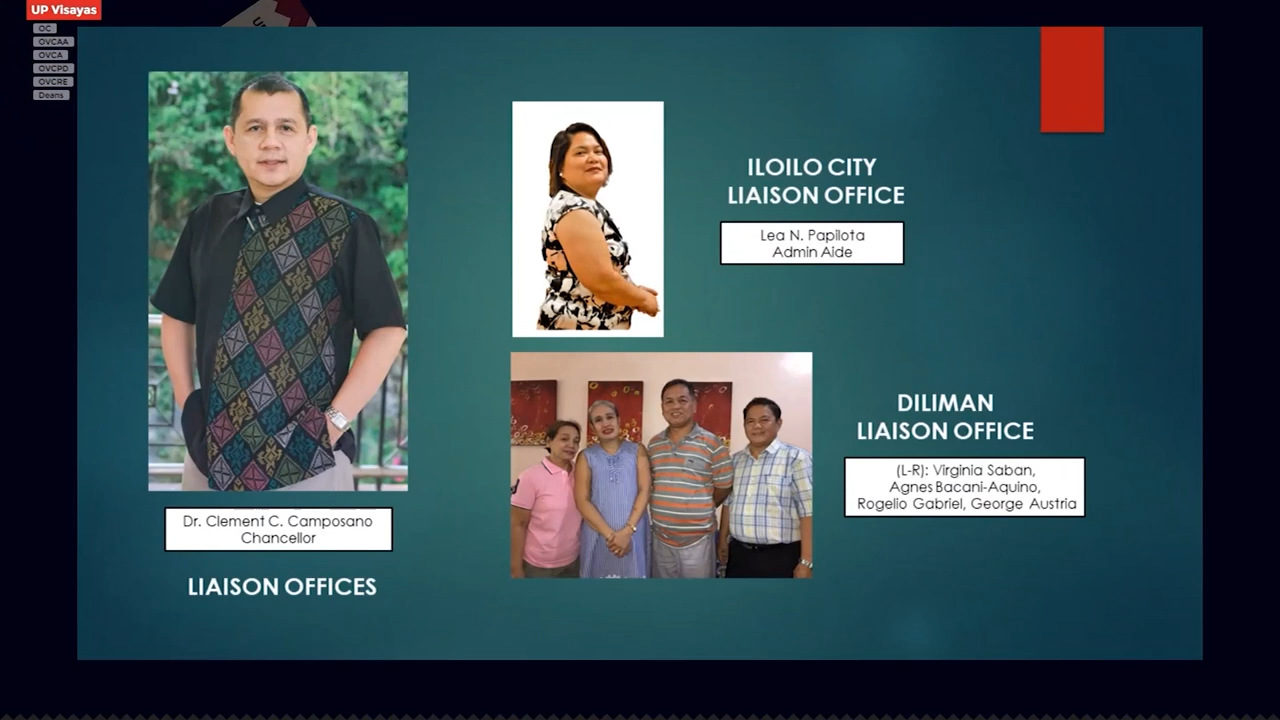 UP Visayas
OC
OVCAA
OVCA
OVCPD
OVCRE
Deans
Dr. Clement C. Camposano
Chancellor
LIAISON OFFICES
ILOILO CITY
LIAISON OFFICE
Lea N. Papilota
Admin Aide
DILIMAN
LIAISON OFFICE
(L-R): Virginia Saban,
Agnes Bacani-Aquino,
Rogelio Gabriel, George Austria